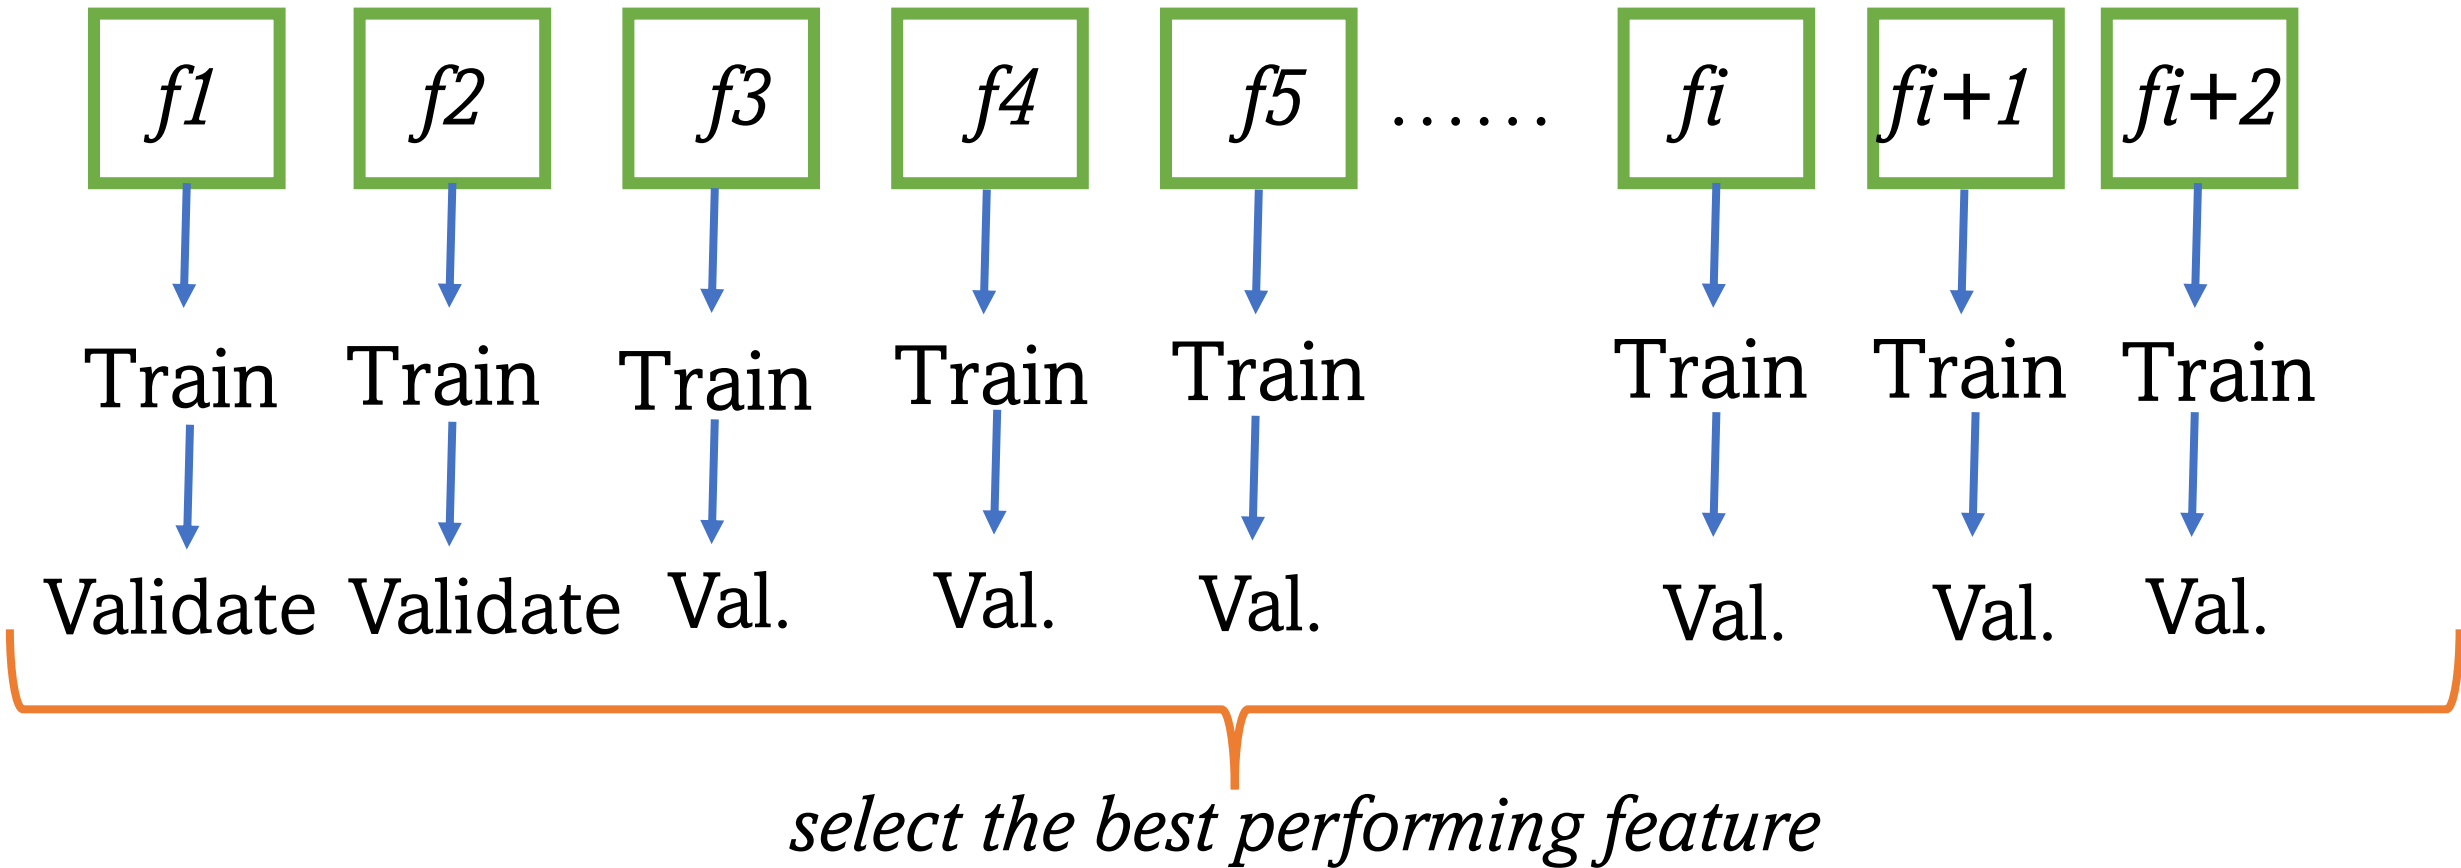 f1 f2 f3 f4 f5 ...... fi fi+1 fi+2
Train Train Train Train Train Train Train Train
Validate Validate Val. Val. Val. Val. Val. Val.
select the best performing feature